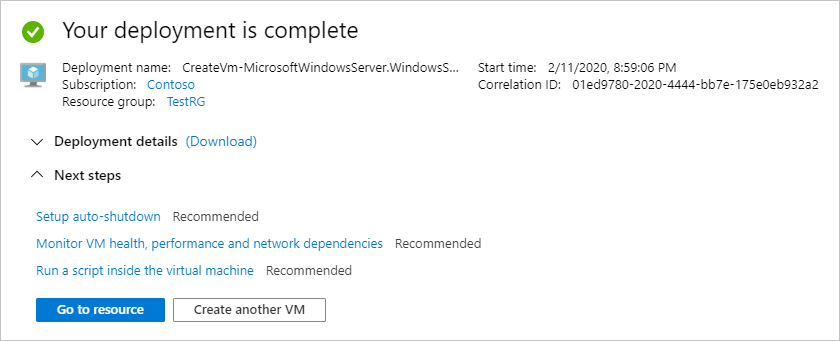 Your deployment is complete
Deployment name: CreateVm-MicrosoftWindowsServer.WindowsS... Start time: 2/11/2020, 8:59:06 PM
Subscription: Contoso Correlation ID: 01ed9780-2020-4444-bb7e-175e0eb932a2
Resource group: TestRG
Deployment details (Download)
Next steps
Setup auto-shutdown Recommended
Monitor VM health, performance and network dependencies Recommended
Run a script inside the virtual machine Recommended
Go to resource Create another VM